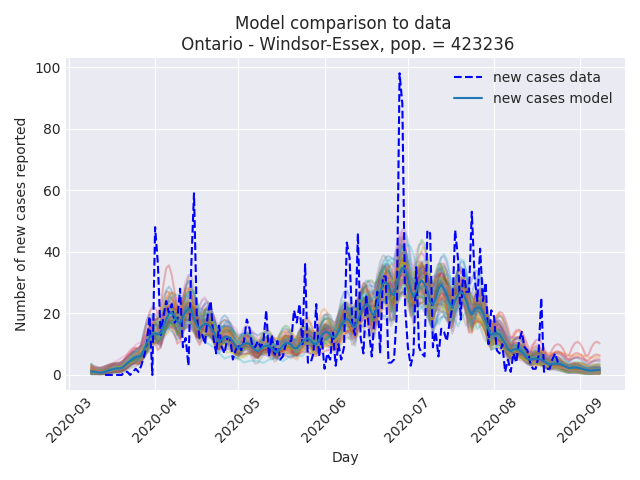 Model comparison to data
Ontario - Windsor-Essex, pop. = 423236
new cases data
new cases model
Number of new cases reported
100
80
60
40
20
0
2020-03
2020-04
2020-05
2020-06
2020-07
2020-08
2020-09
Day